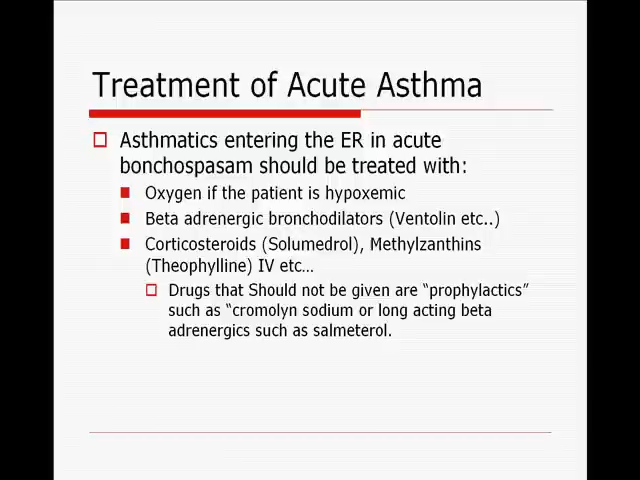 Treatment of Acute Asthma
Asthmatics entering the ER in acute
bonchospasam should be treated with:
Oxygen if the patient is hypoxemic
Beta adrenergic bronchodilators (Ventolin etc..)
Corticosteroids (Solumedrol), Methylzanthins
(Theophylline) IV etc…
Drugs that Should not be given are “prophylactics”
such as “cromolyn sodium or long acting beta
adrenergics such as salmeterol.